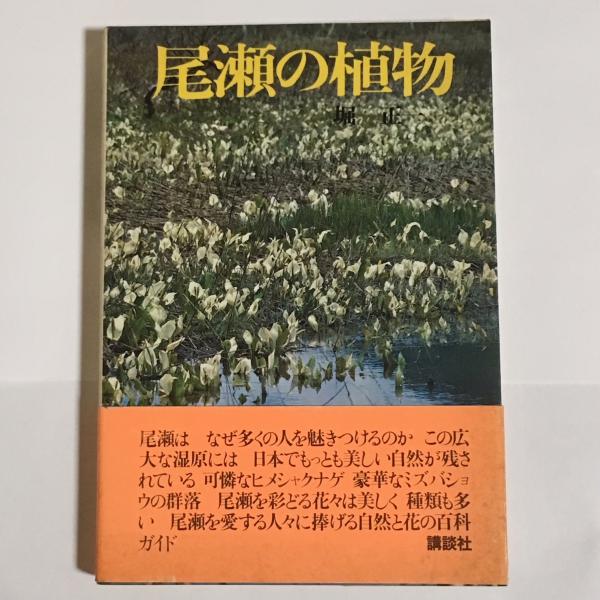 尾瀬の植物
堀 正一
尾瀬は なぜ多くの人を魅きつけるのか この広
大な湿原には 日本でもっとも美しい自然が残さ
れている 可憐なヒメシャクナゲ 豪華なミズバショ
ウの群落 尾瀬を彩どる花々は美しく 種類も多
い 尾瀬を愛する人々に捧げる自然と花の百科
ガイド 講談社